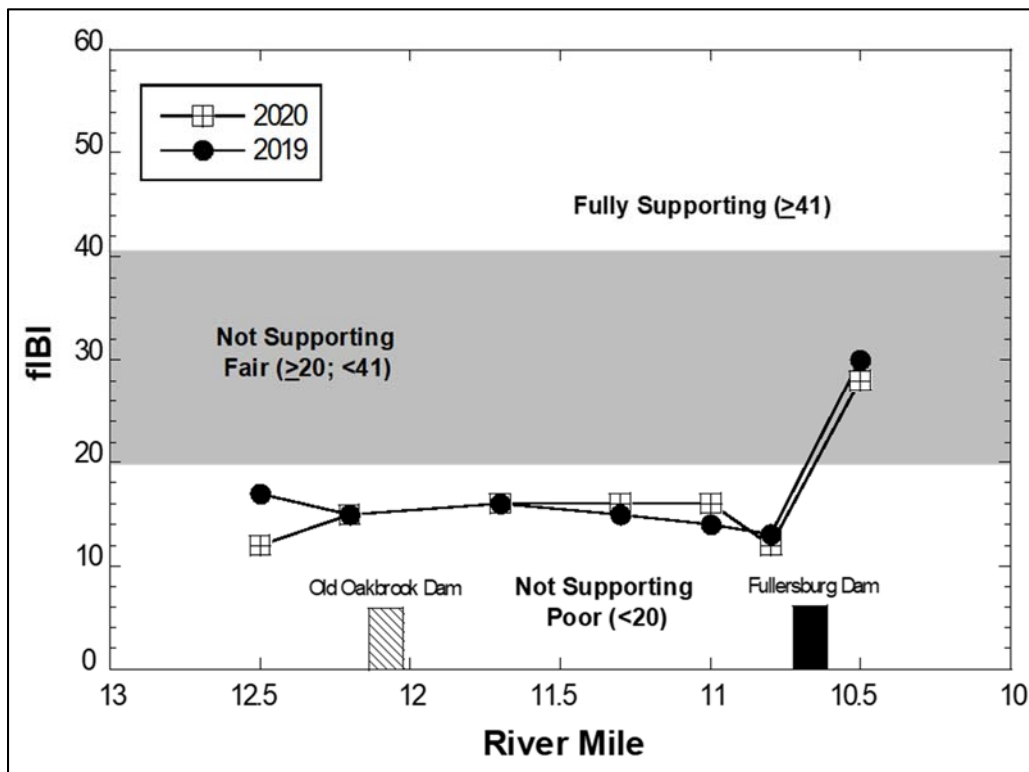 60
50
40
30
20
10
0
fIBI
2020
2019
Fully Supporting (≥41)
Not Supporting
Fair (≥20; <41)
Old Oakbrook Dam
Not Supporting
Poor (<20)
Fullersburg Dam
13 12.5 12 11.5 11 10.5 10
River Mile